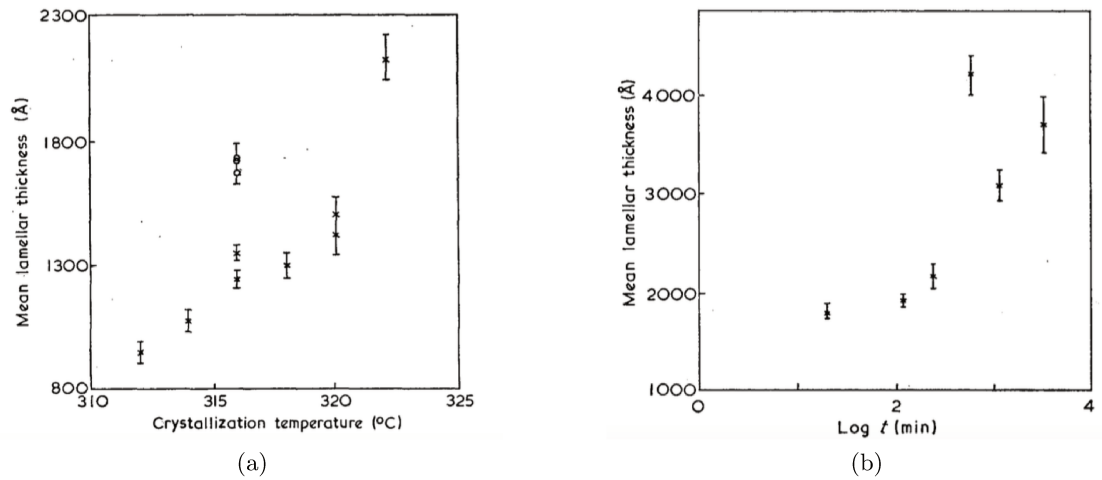 2300
1800
1300
800
310
315
320
325
Mean lamellar thickness (Å)
Crystallization temperature (°C)
(a)
4000
3000
2000
1000
0
2
4
Mean lamellar thickness (Å)
Log t (min)
(b)